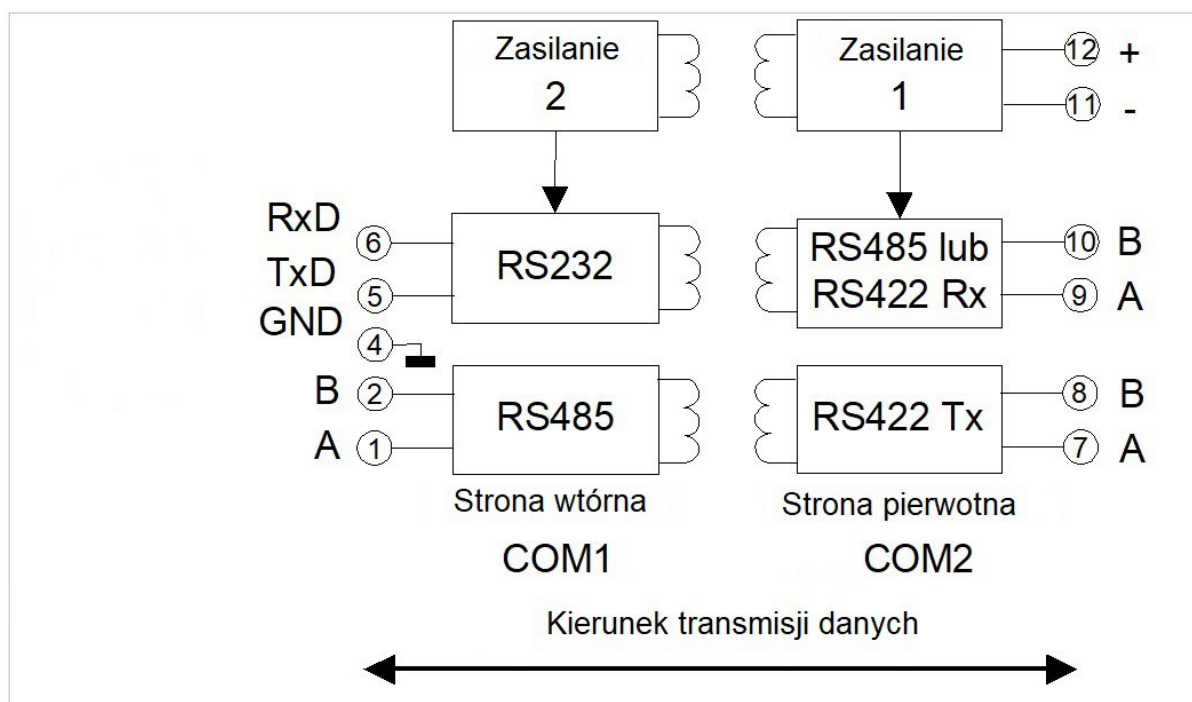 Zasilanie
2
Zasilanie
1
12 +
11 -
RxD
6
TxD
5
GND
4
RS232
RS485 lub
RS422 Rx
10 B
9 A
B 2
A 1
RS485
RS422 Tx
8 B
7 A
Strona wtórna
Strona pierwotna
COM1
COM2
Kierunek transmisji danych